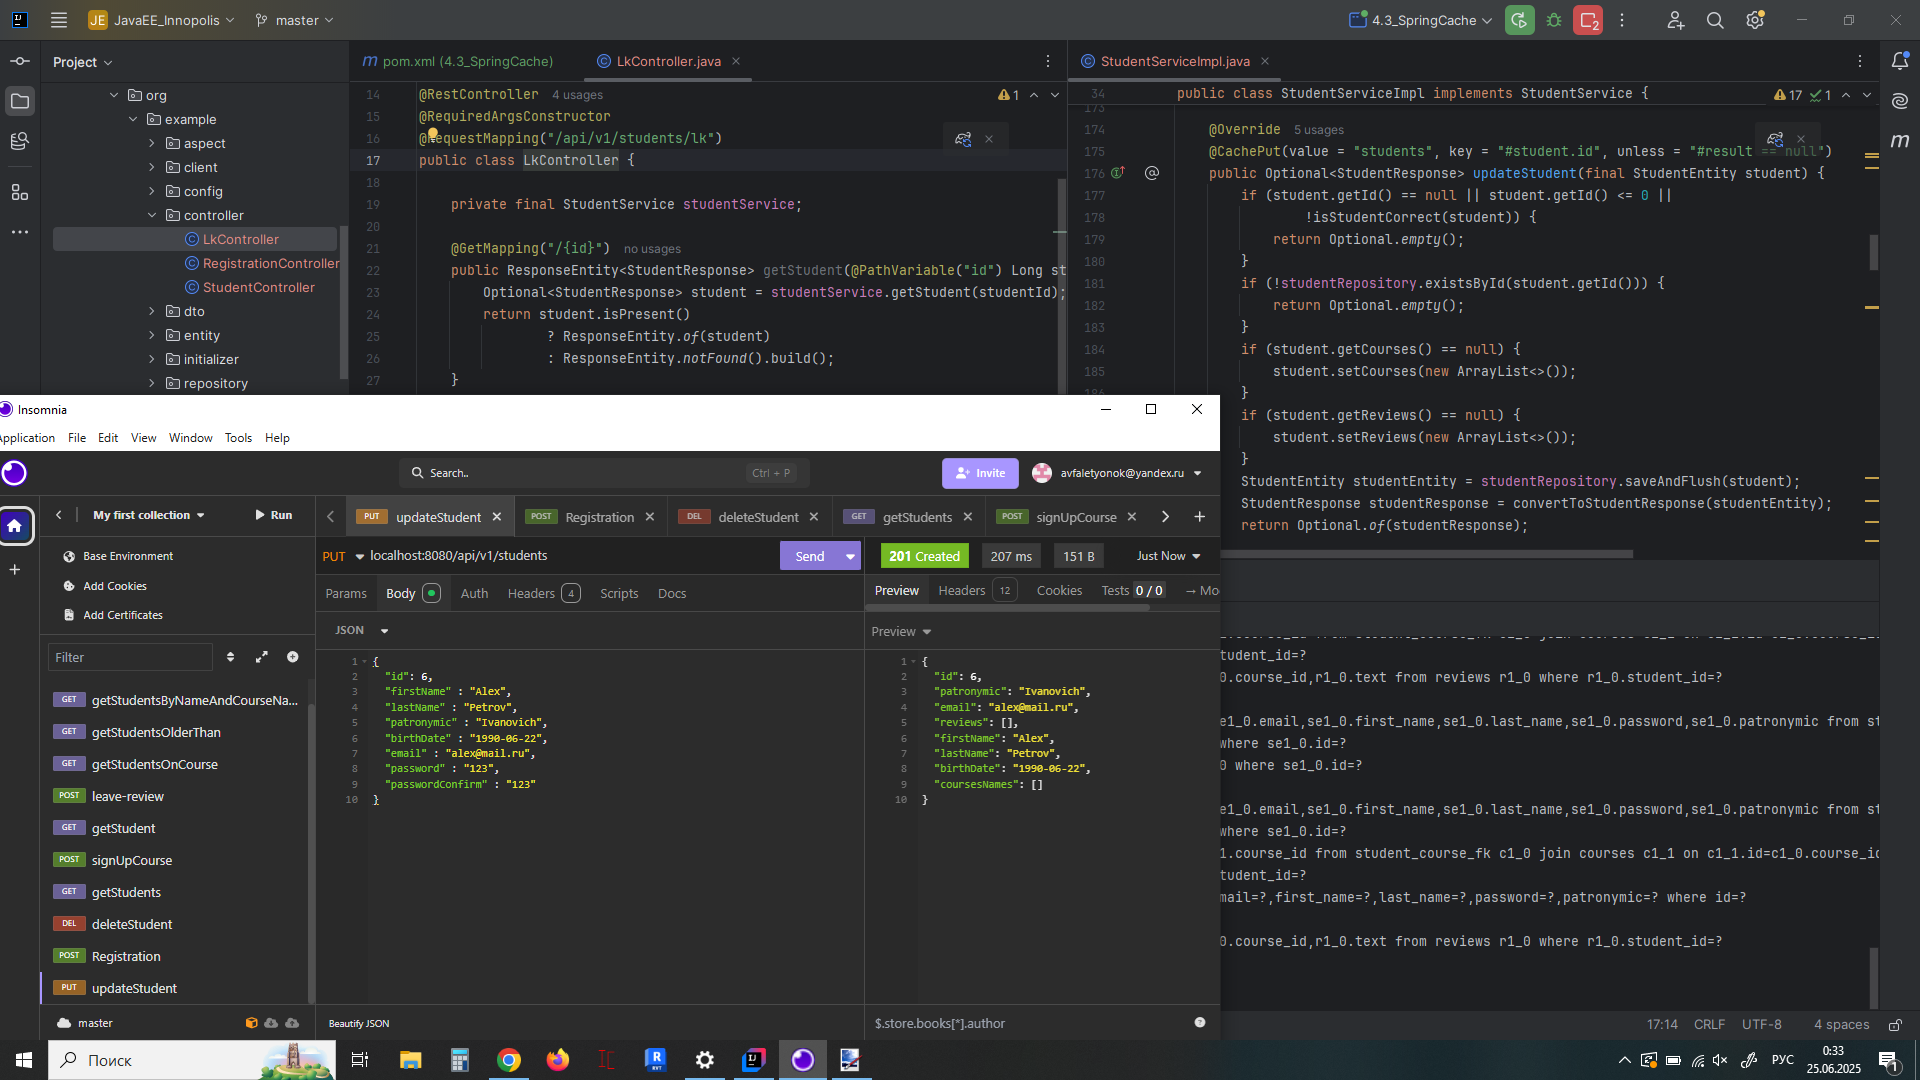 JE JavaEE_Innopolis
master
4.3_SpringCache
2
Project
org
example
aspect
client
config
controller
LkController
RegistrationController
StudentController
dto
entity
initializer
repository
pom.xml (4.3_SpringCache)
LkController.java
1
14 @RestController 4 usages
15 @RequiredArgsConstructor
16 @RequestMapping("/api/v1/students/lk")
17 public class LkController {
18
19 private final StudentService studentService;
20
21 @GetMapping("/{id}") no usages
22 public ResponseEntity<StudentResponse> getStudent(@PathVariable("id") Long st
23 Optional<StudentResponse> student = studentService.getStudent(studentId);
24 return student.isPresent()
25 ? ResponseEntity.of(student)
26 : ResponseEntity.notFound().build();
27 }
StudentServiceImpl.java
34 public class StudentServiceImpl implements StudentService {
17 1
173
174 @Override 5 usages
175 @CachePut(value = "students", key = "#student.id", unless = "#result == null")
176 public Optional<StudentResponse> updateStudent(final StudentEntity student) {
177 if (student.getId() == null || student.getId() <= 0 ||
178 !isStudentCorrect(student)) {
179 return Optional.empty();
180 }
181 if (!studentRepository.existsById(student.getId())) {
182 return Optional.empty();
183 }
184 if (student.getCourses() == null) {
185 student.setCourses(new ArrayList<>());
186 }
if (student.getReviews() == null) {
student.setReviews(new ArrayList<>());
}
StudentEntity studentEntity = studentRepository.saveAndFlush(student);
StudentResponse studentResponse = convertToStudentResponse(studentEntity);
return Optional.of(studentResponse);
Insomnia
Application File Edit View Window Tools Help
Search.. Ctrl + P
Invite
avfaletyonok@yandex.ru
My first collection
Run
PUT updateStudent
POST Registration
DEL deleteStudent
GET getStudents
POST signUpCourse
Base Environment
Add Cookies
Add Certificates
Filter
GET getStudentsByNameAndCourseNa...
GET getStudentsOlderThan
GET getStudentsOnCourse
POST leave-review
GET getStudent
POST signUpCourse
GET getStudents
DEL deleteStudent
POST Registration
PUT updateStudent
master
PUT localhost:8080/api/v1/students
Send
201 Created
207 ms
151 B
Just Now
Params Body Auth Headers 4 Scripts Docs
JSON
1 {
2 "id": 6,
3 "firstName" : "Alex",
4 "lastName" : "Petrov",
5 "patronymic" : "Ivanovich",
6 "birthDate" : "1990-06-22",
7 "email" : "alex@mail.ru",
8 "password" : "123",
9 "passwordConfirm" : "123"
10 }
Beautify JSON
Preview Headers 12 Cookies Tests 0 / 0 → Mo
Preview
1 {
2 "id": 6,
3 "patronymic": "Ivanovich",
4 "email": "alex@mail.ru",
5 "reviews": [],
6 "firstName": "Alex",
7 "lastName": "Petrov",
8 "birthDate": "1990-06-22",
9 "coursesNames": []
10 }
$.store.books[*].author
tudent_id=?
0.course_id,r1_0.text from reviews r1_0 where r1_0.student_id=?
se1_0.email,se1_0.first_name,se1_0.last_name,se1_0.password,se1_0.patronymic from st
where se1_0.id=?
0 where se1_0.id=?
se1_0.email,se1_0.first_name,se1_0.last_name,se1_0.password,se1_0.patronymic from st
where se1_0.id=?
1.course_id from student_course_fk c1_0 join courses c1_1 on c1_1.id=c1_0.course_id
tudent_id=?
mail=?,first_name=?,last_name=?,password=?,patronymic=? where id=?
0.course_id,r1_0.text from reviews r1_0 where r1_0.student_id=?
17:14 CRLF UTF-8 4 spaces
Поиск
РУС
0:33
25.06.2025
1